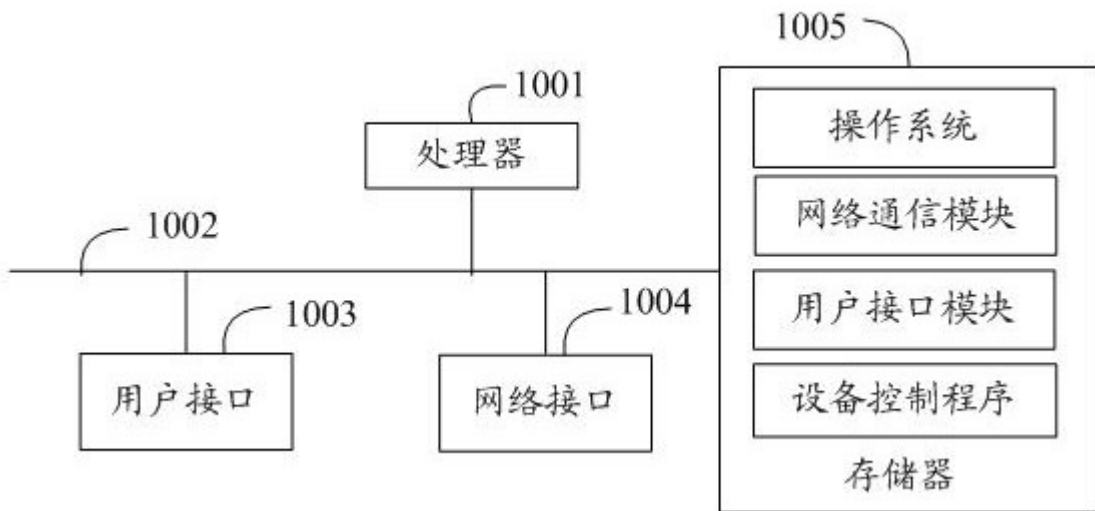 1005
1001
操作系统
处理器
网络通信模块
1002
用户接口模块
1003
1004
用户接口
网络接口
设备控制程序
存储器